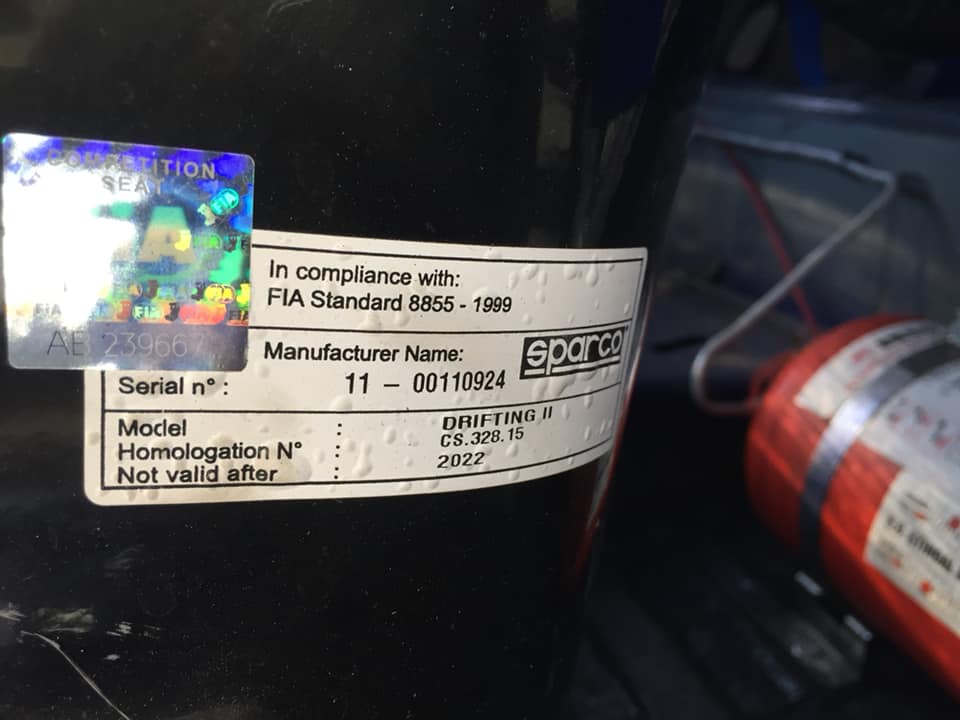 COMPETITION
SEAT
FIA
A
AB 239667
In compliance with:
FIA Standard 8855 - 1999
Manufacturer Name: sparco
Serial n° : 11 - 00110924
Model : DRIFTING II
Homologation N° : CS.328.15
Not valid after : 2022